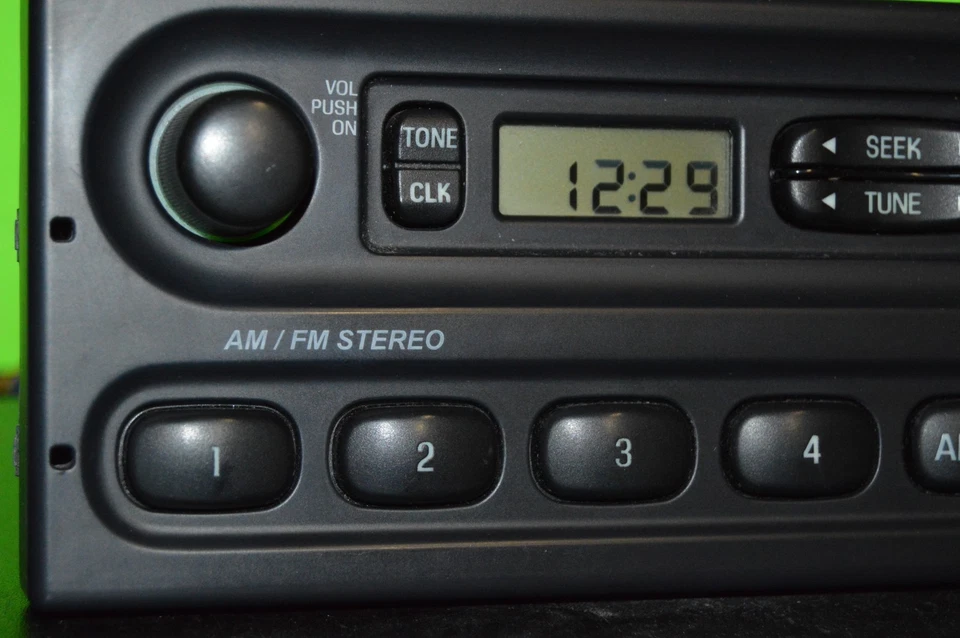 VOL
PUSH
ON
TONE
CLK
12:29
SEEK
TUNE
AM / FM STEREO
1
2
3
4